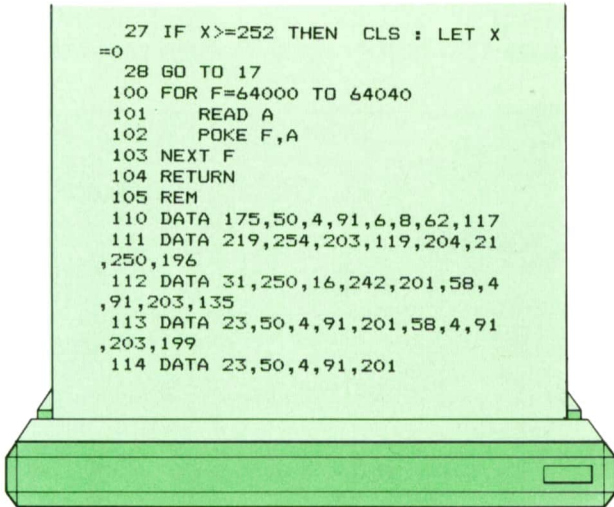 27 IF X>=252 THEN  CLS : LET X
=0
28 GO TO 17
100 FOR F=64000 TO 64040
101    READ A
102    POKE F,A
103 NEXT F
104 RETURN
105 REM
110 DATA 175,50,4,91,6,8,62,117
111 DATA 219,254,203,119,204,21
,250,196
112 DATA 31,250,16,242,201,58,4
,91,203,135
113 DATA 23,50,4,91,201,58,4,91
,203,199
114 DATA 23,50,4,91,201